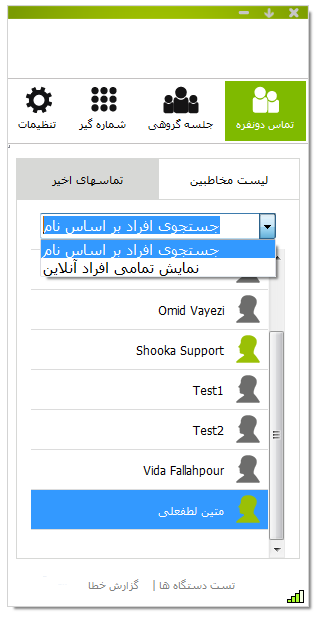 تماس دونفره
جلسه گروهی
شماره گیر
تنظیمات
لیست مخاطبین
تماسهای اخیر
جستجوی افراد بر اساس نام
جستجوی افراد بر اساس نام
نمایش تمامی افراد آنلاین
Omid Vayezi
Shooka Support
Test1
Test2
Vida Fallahpour
متین لطفعلی
تست دستگاه ها | گزارش خطا